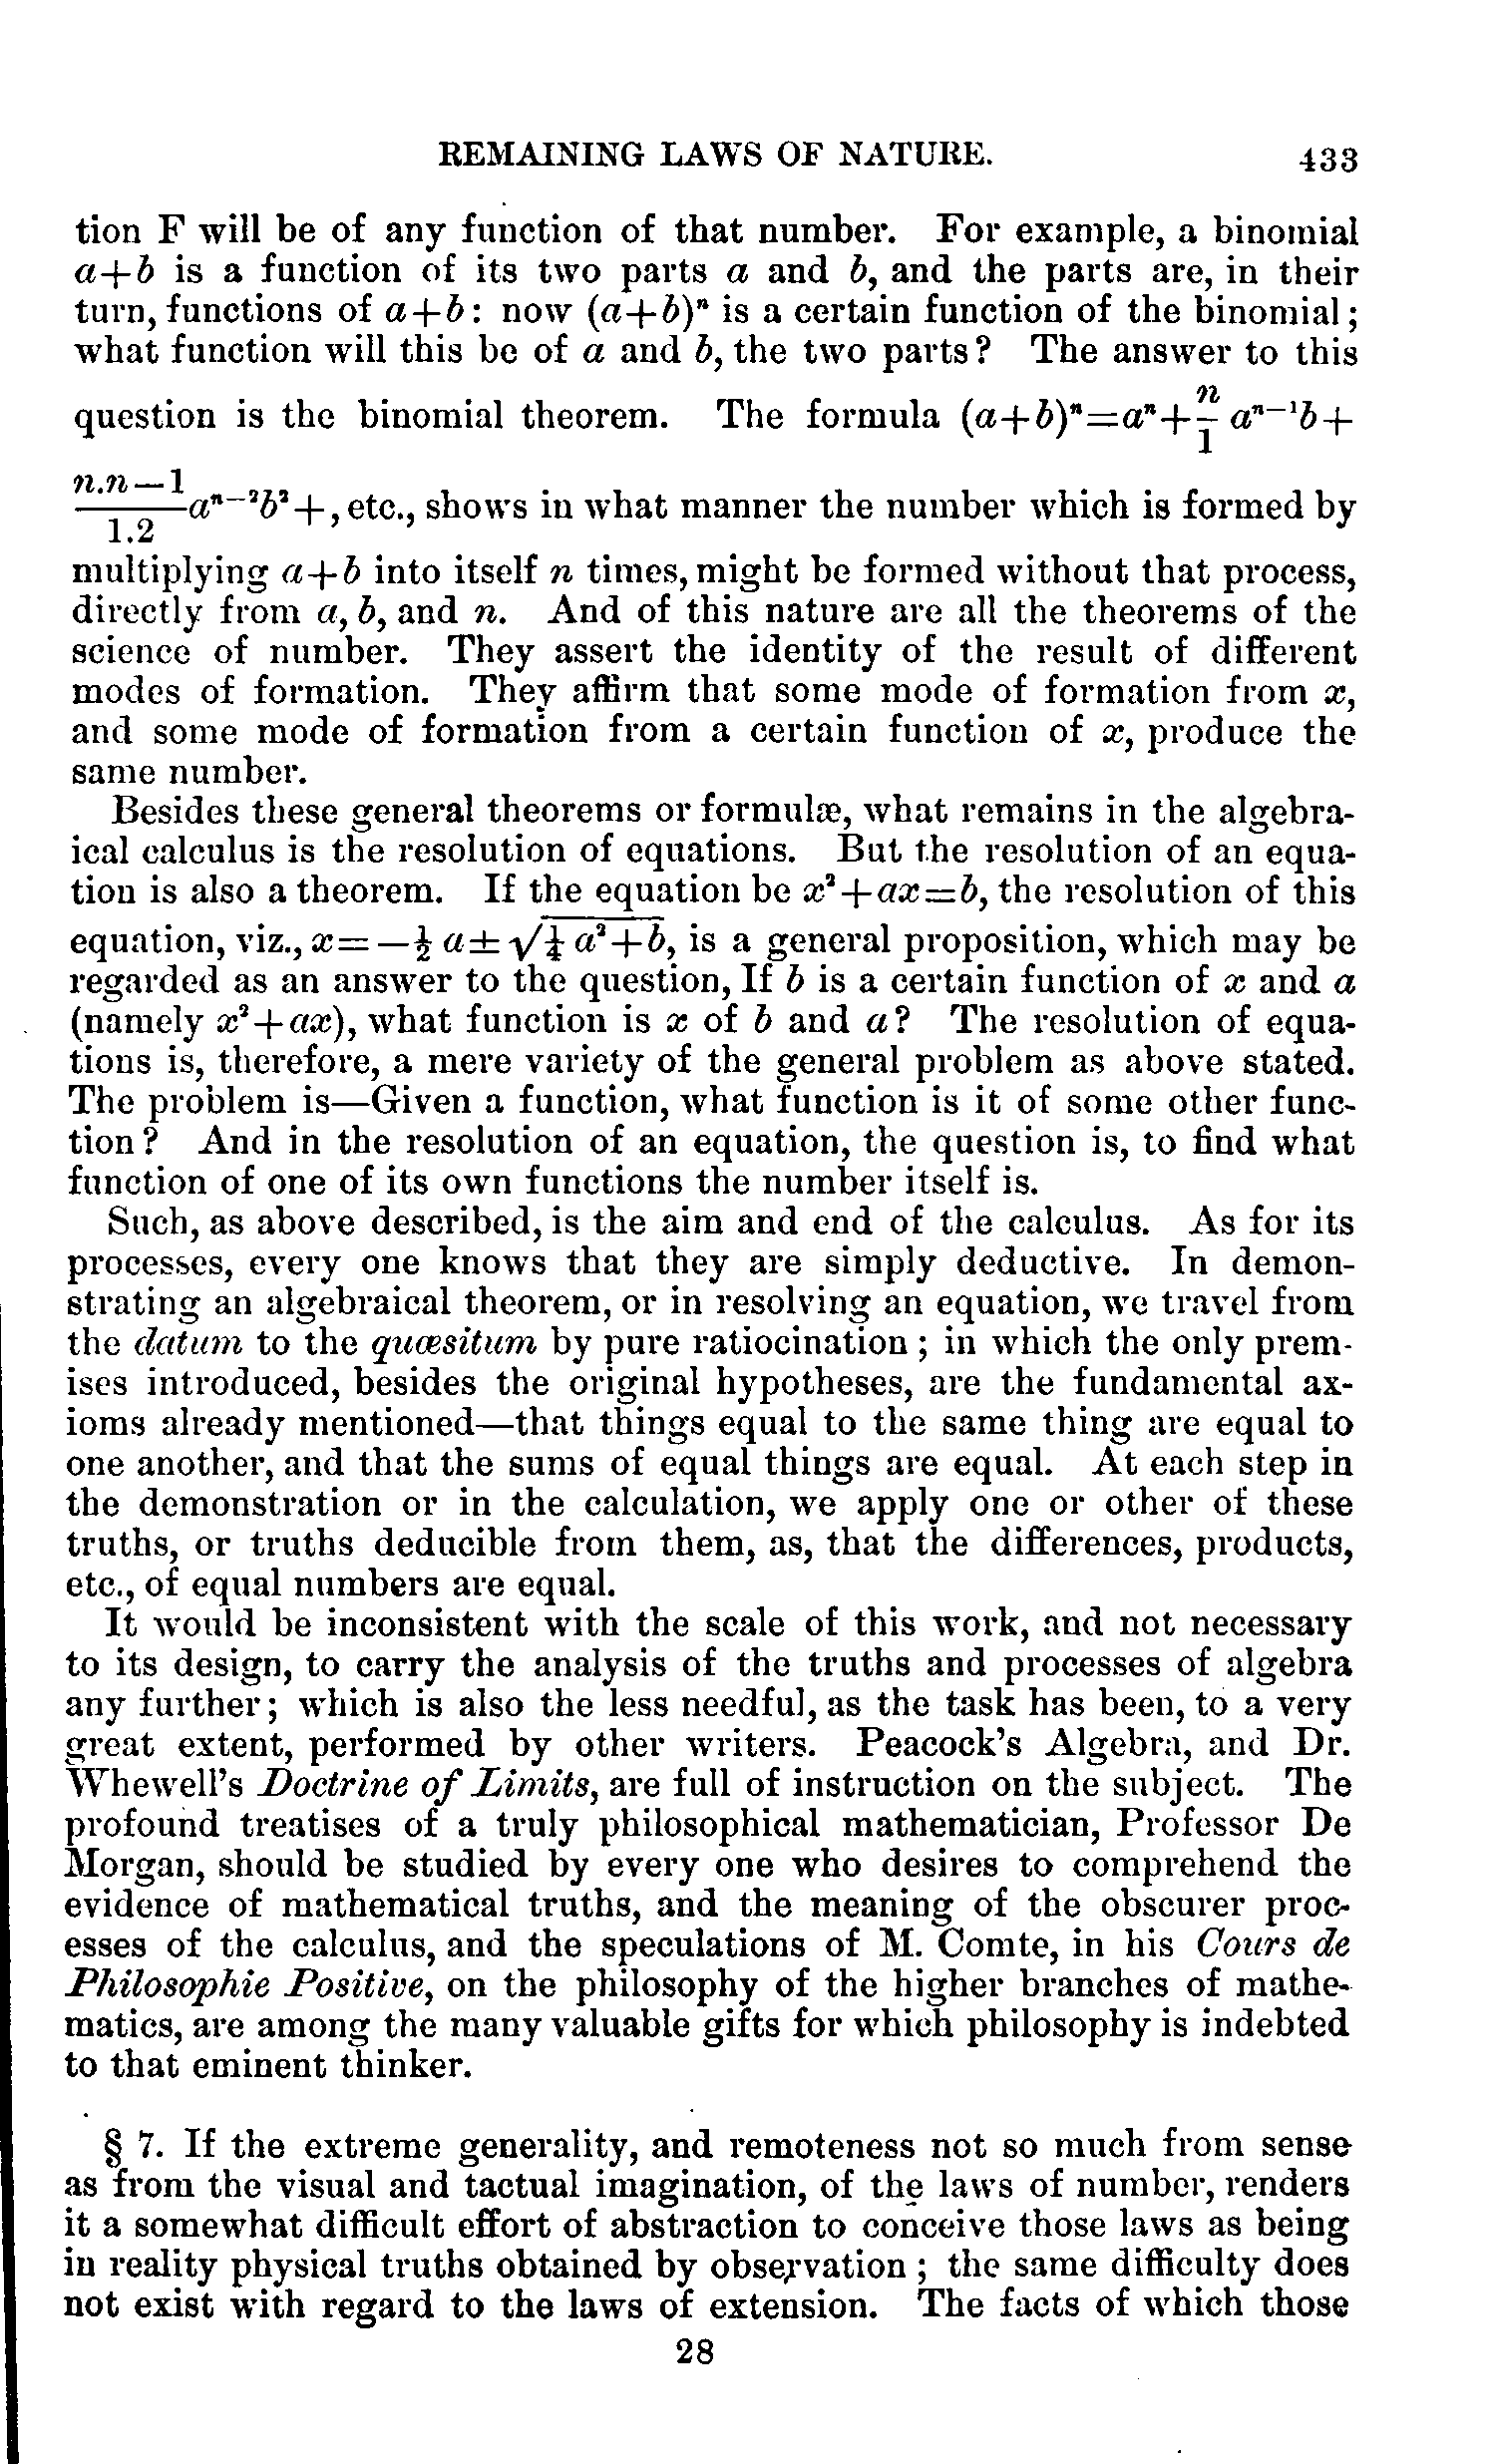 REMAINING LAWS OF NATURE. 433
tion F will be of any function of that number. For example, a binomial
a+b is a function of its two parts a and b, and the parts are, in their
turn, functions of a+b: now (a+b)ⁿ is a certain function of the binomial;
what function will this be of a and b, the two parts? The answer to this
question is the binomial theorem. The formula (a+b)ⁿ=aⁿ+n/1 aⁿ⁻¹b+
n.n—1/1.2 aⁿ⁻²b²+, etc., shows in what manner the number which is formed by
multiplying a+b into itself n times, might be formed without that process,
directly from a, b, and n. And of this nature are all the theorems of the
science of number. They assert the identity of the result of different
modes of formation. They affirm that some mode of formation from x,
and some mode of formation from a certain function of x, produce the
same number.
Besides these general theorems or formulæ, what remains in the algebra-
ical calculus is the resolution of equations. But the resolution of an equa-
tion is also a theorem. If the equation be x²+ax=b, the resolution of this
equation, viz., x=—½ a±√¼ a²+b, is a general proposition, which may be
regarded as an answer to the question, If b is a certain function of x and a
(namely x²+ax), what function is x of b and a? The resolution of equa-
tions is, therefore, a mere variety of the general problem as above stated.
The problem is—Given a function, what function is it of some other func-
tion? And in the resolution of an equation, the question is, to find what
function of one of its own functions the number itself is.
Such, as above described, is the aim and end of the calculus. As for its
processes, every one knows that they are simply deductive. In demon-
strating an algebraical theorem, or in resolving an equation, we travel from
the datum to the quæsitum by pure ratiocination; in which the only prem-
ises introduced, besides the original hypotheses, are the fundamental ax-
ioms already mentioned—that things equal to the same thing are equal to
one another, and that the sums of equal things are equal. At each step in
the demonstration or in the calculation, we apply one or other of these
truths, or truths deducible from them, as, that the differences, products,
etc., of equal numbers are equal.
It would be inconsistent with the scale of this work, and not necessary
to its design, to carry the analysis of the truths and processes of algebra
any further; which is also the less needful, as the task has been, to a very
great extent, performed by other writers. Peacock's Algebra, and Dr.
Whewell's Doctrine of Limits, are full of instruction on the subject. The
profound treatises of a truly philosophical mathematician, Professor De
Morgan, should be studied by every one who desires to comprehend the
evidence of mathematical truths, and the meaning of the obscurer proc-
esses of the calculus, and the speculations of M. Comte, in his Cours de
Philosophie Positive, on the philosophy of the higher branches of mathe-
matics, are among the many valuable gifts for which philosophy is indebted
to that eminent thinker.
§ 7. If the extreme generality, and remoteness not so much from sense
as from the visual and tactual imagination, of the laws of number, renders
it a somewhat difficult effort of abstraction to conceive those laws as being
in reality physical truths obtained by observation; the same difficulty does
not exist with regard to the laws of extension. The facts of which those
28